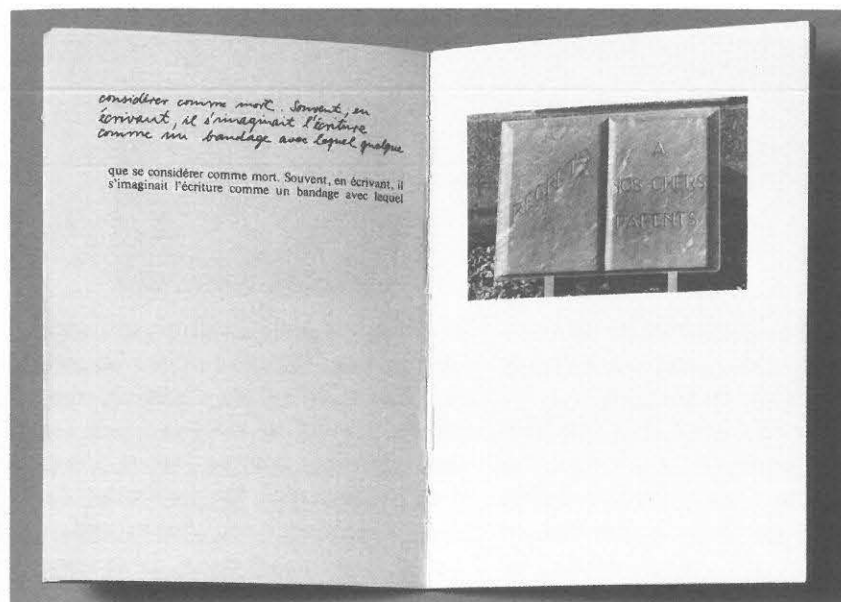 considérer comme mort. Souvent, en
écrivant, il s'imaginait l'écriture
comme un bandage avec lequel quelque
que se considérer comme mort. Souvent, en écrivant, il
s'imaginait l'écriture comme un bandage avec lequel
REGRETS
A
NOS CHERS
PARENTS